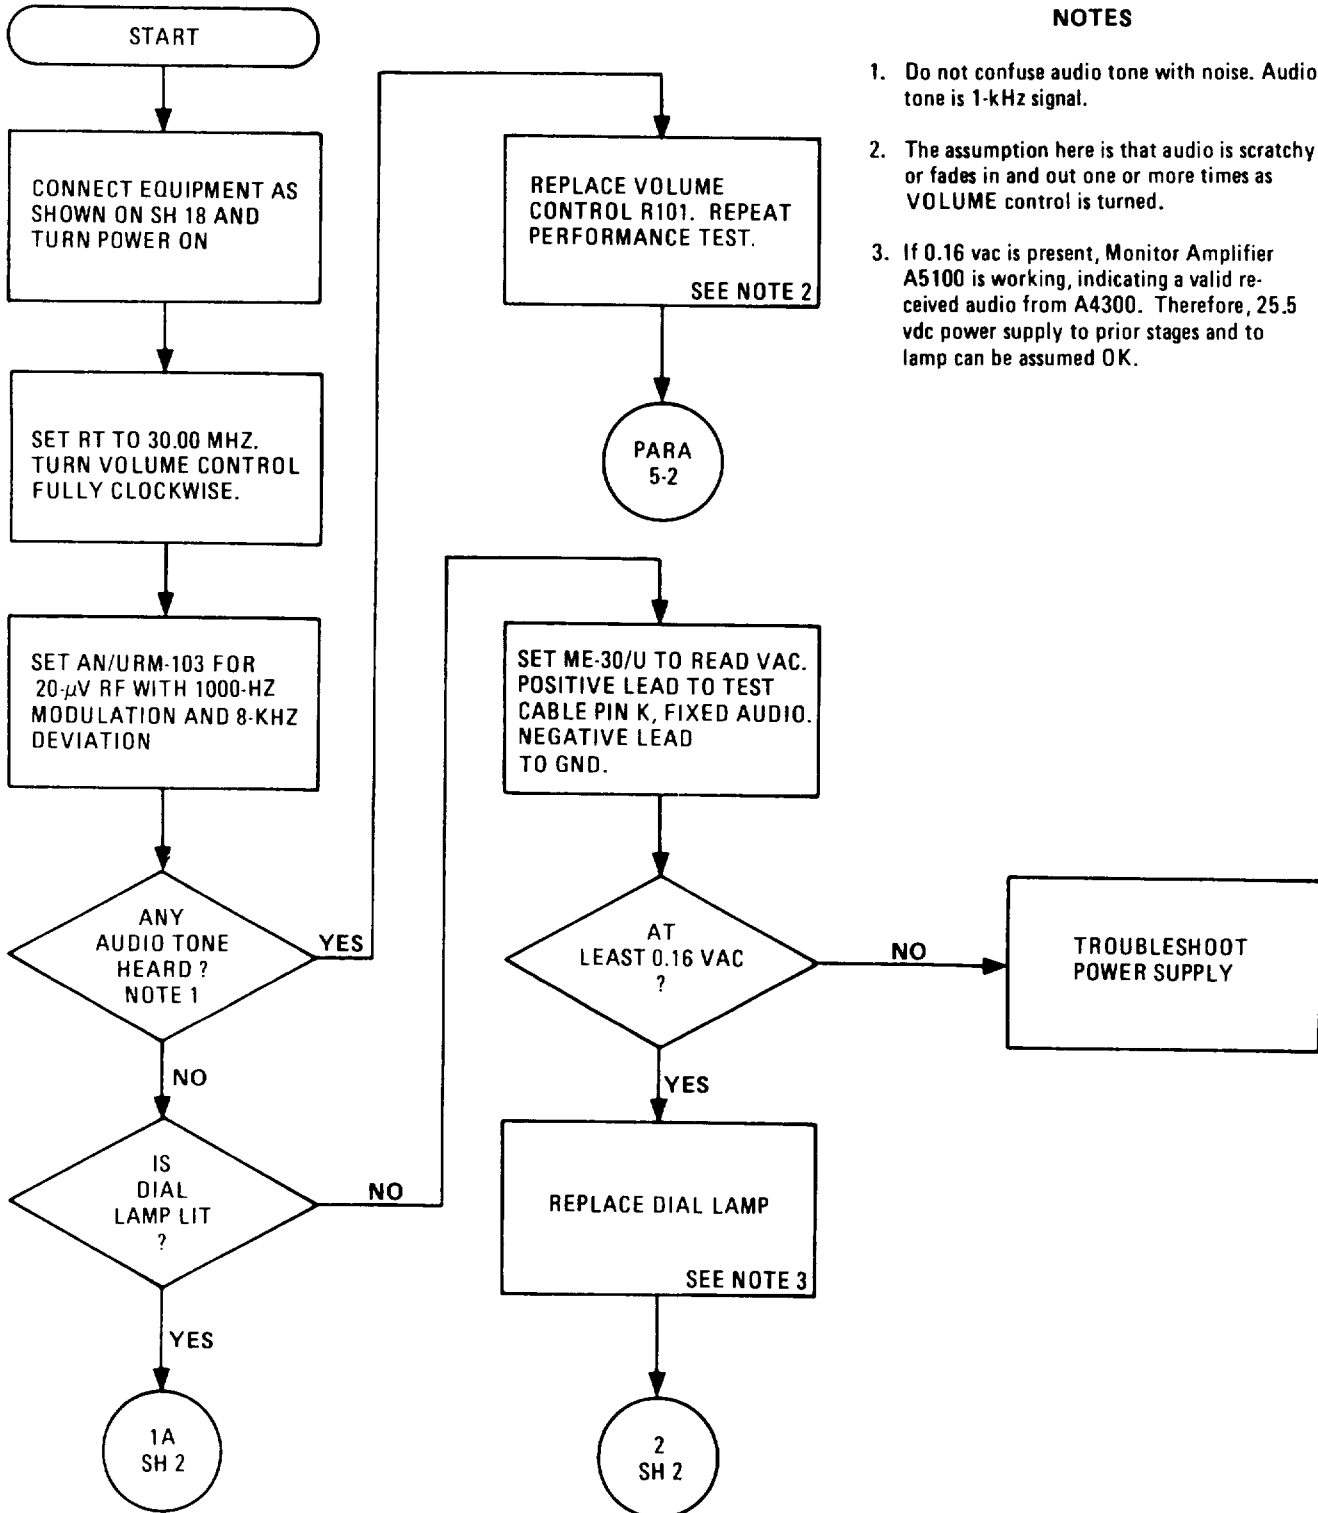 START
CONNECT EQUIPMENT AS
SHOWN ON SH 18 AND
TURN POWER ON
SET RT TO 30.00 MHZ.
TURN VOLUME CONTROL
FULLY CLOCKWISE.
SET AN/URM-103 FOR
20-μV RF WITH 1000-HZ
MODULATION AND 8-KHZ
DEVIATION
ANY
AUDIO TONE
HEARD ?
NOTE 1
YES
NO
IS
DIAL
LAMP LIT
?
NO
YES
1A
SH 2
REPLACE VOLUME
CONTROL R101. REPEAT
PERFORMANCE TEST.
SEE NOTE 2
PARA
5-2
SET ME-30/U TO READ VAC.
POSITIVE LEAD TO TEST
CABLE PIN K, FIXED AUDIO.
NEGATIVE LEAD
TO GND.
AT
LEAST 0.16 VAC
?
NO
TROUBLESHOOT
POWER SUPPLY
YES
REPLACE DIAL LAMP
SEE NOTE 3
2
SH 2
NOTES
1. Do not confuse audio tone with noise. Audio
tone is 1-kHz signal.
2. The assumption here is that audio is scratchy
or fades in and out one or more times as
VOLUME control is turned.
3. If 0.16 vac is present, Monitor Amplifier
A5100 is working, indicating a valid re-
ceived audio from A4300. Therefore, 25.5
vdc power supply to prior stages and to
lamp can be assumed OK.